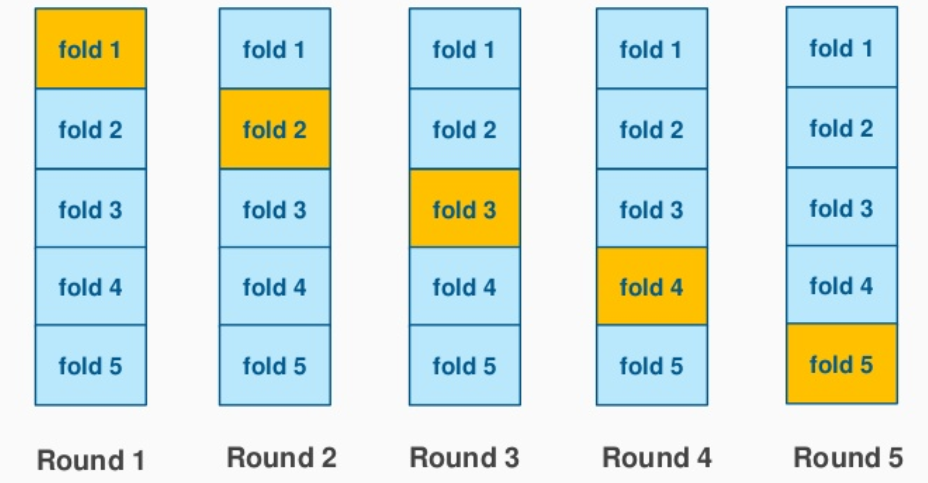 fold 1 fold 1 fold 1 fold 1 fold 1
fold 2 fold 2 fold 2 fold 2 fold 2
fold 3 fold 3 fold 3 fold 3 fold 3
fold 4 fold 4 fold 4 fold 4 fold 4
fold 5 fold 5 fold 5 fold 5 fold 5
Round 1 Round 2 Round 3 Round 4 Round 5